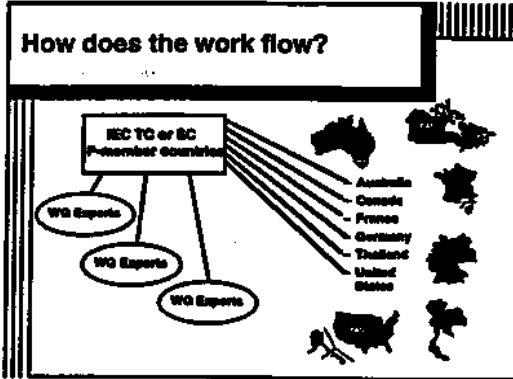 How does the work flow?
IEC TC or SC
P-member countries
WG Experts
WG Experts
WG Experts
Australia
Canada
France
Germany
Thailand
United
States